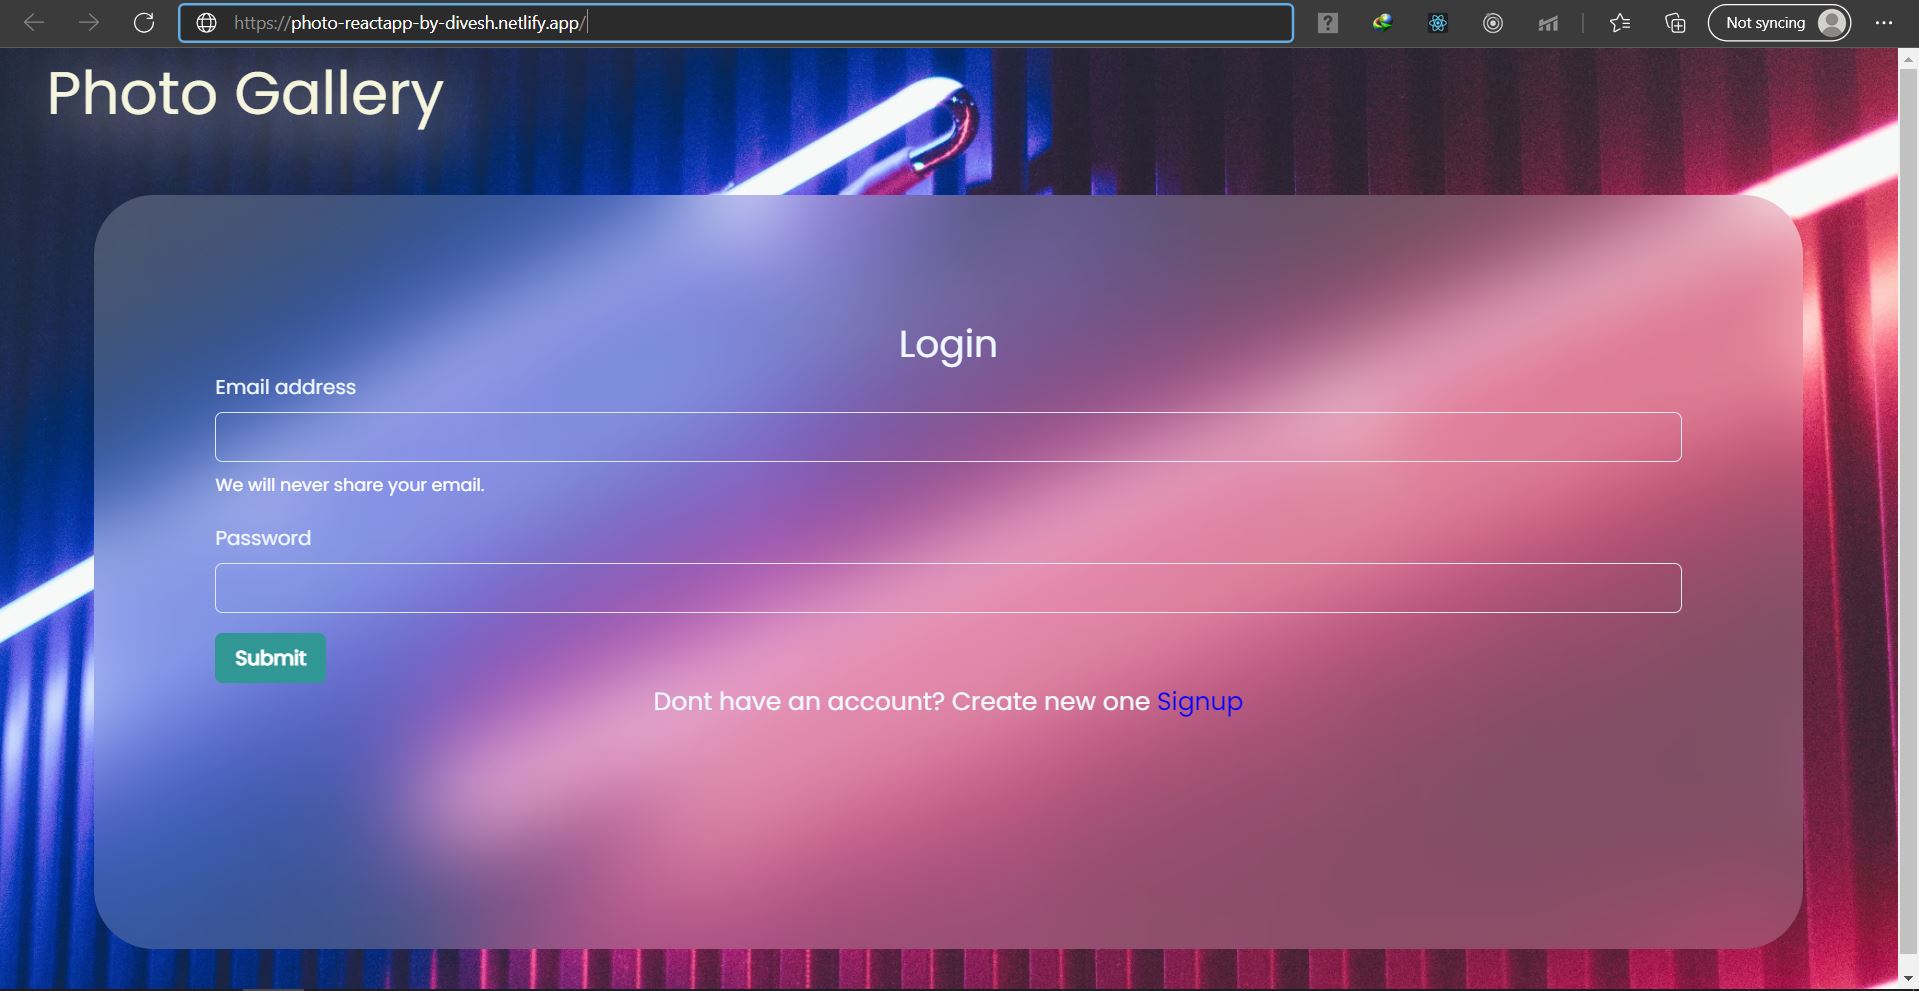 https://photo-reactapp-by-divesh.netlify.app/
Not syncing
Photo Gallery
Login
Email address
We will never share your email.
Password
Submit
Dont have an account? Create new one Signup